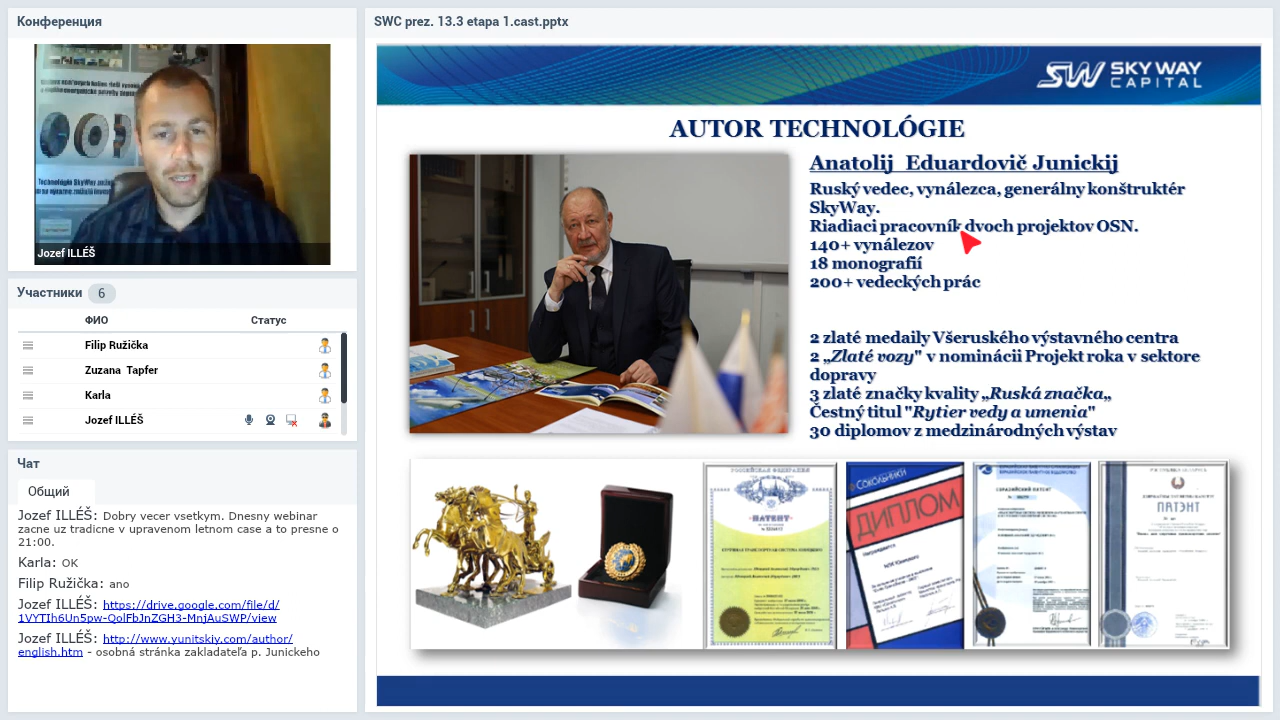 Конференция
Jozef ILLÉŠ
Участники 6
ФИО Статус
Filip Ružička
Zuzana Tapfer
Karla
Jozef ILLÉŠ
Чат
Общий
Jozef ILLÉŠ: Dobry vecer vsetkym. Dnesny webinar
zacne uz tradicne v upravenom letnom case a to presne o
21:00.
Karla: OK
Filip Ružička: ano
Jozef ILLÉŠ: https://drive.google.com/file/d/
Jozef ILLÉŠ: http://www.yunitskiy.com/author/
english.htm - osobná stránka zakladateľa p. Junickeho
SWC prez. 13.3 etapa 1.cast.pptx
SW SKY WAY
CAPITAL
AUTOR TECHNOLÓGIE
Anatolij Eduardovič Junickij
Ruský vedec, vynálezca, generálny konštruktér
SkyWay.
Riadiaci pracovník dvoch projektov OSN.
140+ vynálezov
18 monografií
200+ vedeckých prác
2 zlaté medaily Všeruského výstavného centra
2 „Zlaté vozy" v nominácii Projekt roka v sektore
dopravy
3 zlaté značky kvality „Ruská značka„
Čestný titul "Rytier vedy a umenia"
30 diplomov z medzinárodných výstav
РОССИЙСКАЯ ФЕДЕРАЦИЯ
ПАТЕНТ
СОКОЛЬНИКИ
ДИПЛОМ
ЕВРАЗИЙСКИЙ ПАТЕНТ
ПАТЭНТ